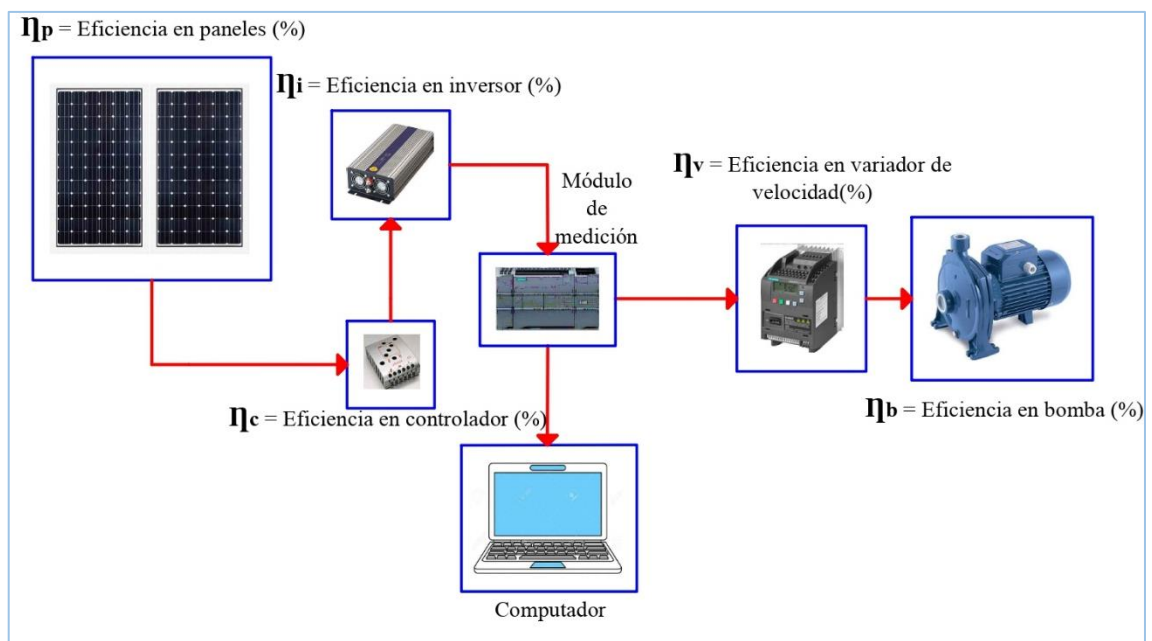 ηp = Eficiencia en paneles (%)
ηi = Eficiencia en inversor (%)
ηv = Eficiencia en variador de
velocidad(%)
Módulo
de
medición
ηc = Eficiencia en controlador (%)
ηb = Eficiencia en bomba (%)
Computador